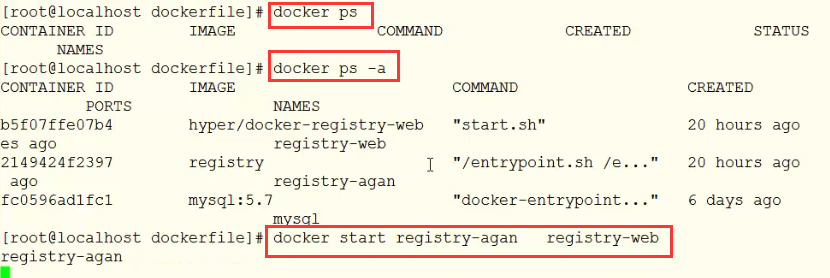 [root@localhost dockerfile]# docker ps
CONTAINER ID IMAGE COMMAND CREATED STATUS
NAMES
[root@localhost dockerfile]# docker ps -a
CONTAINER ID IMAGE COMMAND CREATED
PORTS NAMES
b5f07ffe07b4 hyper/docker-registry-web "start.sh" 20 hours ago
es ago registry-web
2149424f2397 registry "/entrypoint.sh /e..." 20 hours ago
ago registry-agan
fc0596ad1fc1 mysql:5.7 "docker-entrypoint..." 6 days ago
mysql
[root@localhost dockerfile]# docker start registry-agan registry-web
registry-agan